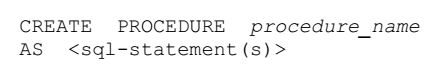 CREATE PROCEDURE procedure_name
AS <sql-statement(s)>